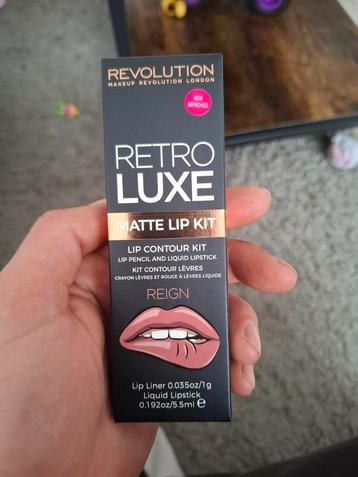 REVOLUTION
MAKEUP REVOLUTION LONDON
NEW
IMPROVED
RETRO
LUXE
MATTE LIP KIT
LIP CONTOUR KIT
LIP PENCIL AND LIQUID LIPSTICK
KIT CONTOUR LÈVRES
CRAYON LÈVRES ET ROUGE À LÈVRES LIQUIDE
REIGN
Lip Liner 0.035oz/1g
Liquid Lipstick
0.192oz/5.5ml ℮